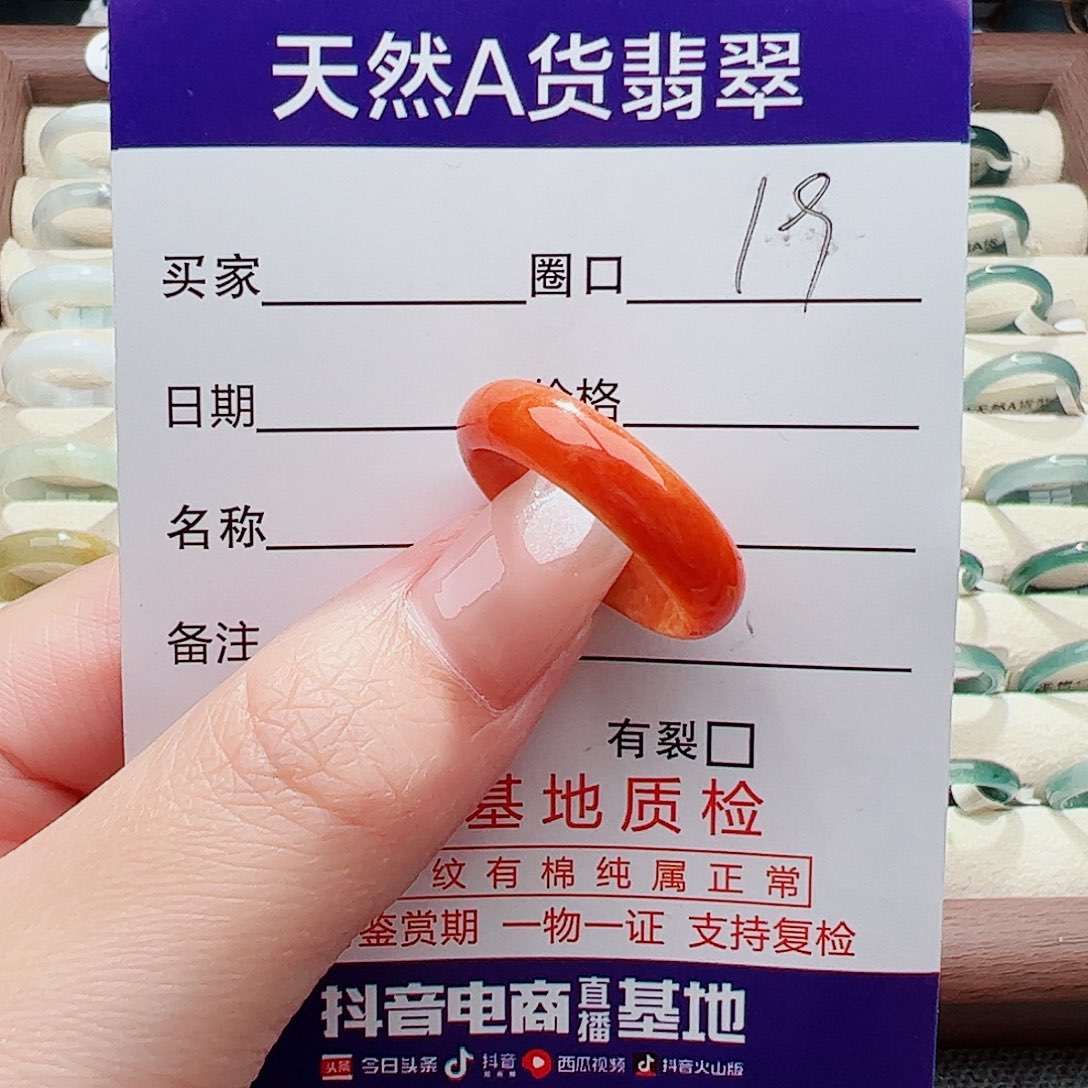 天然A货翡翠
买家 圈口 19
日期 格
名称
备注
有裂□
基地质检
纹有棉纯属正常
鉴赏期 一物一证 支持复检
抖音电商直播基地
头条 今日头条 抖音 西瓜视频 抖音火山版